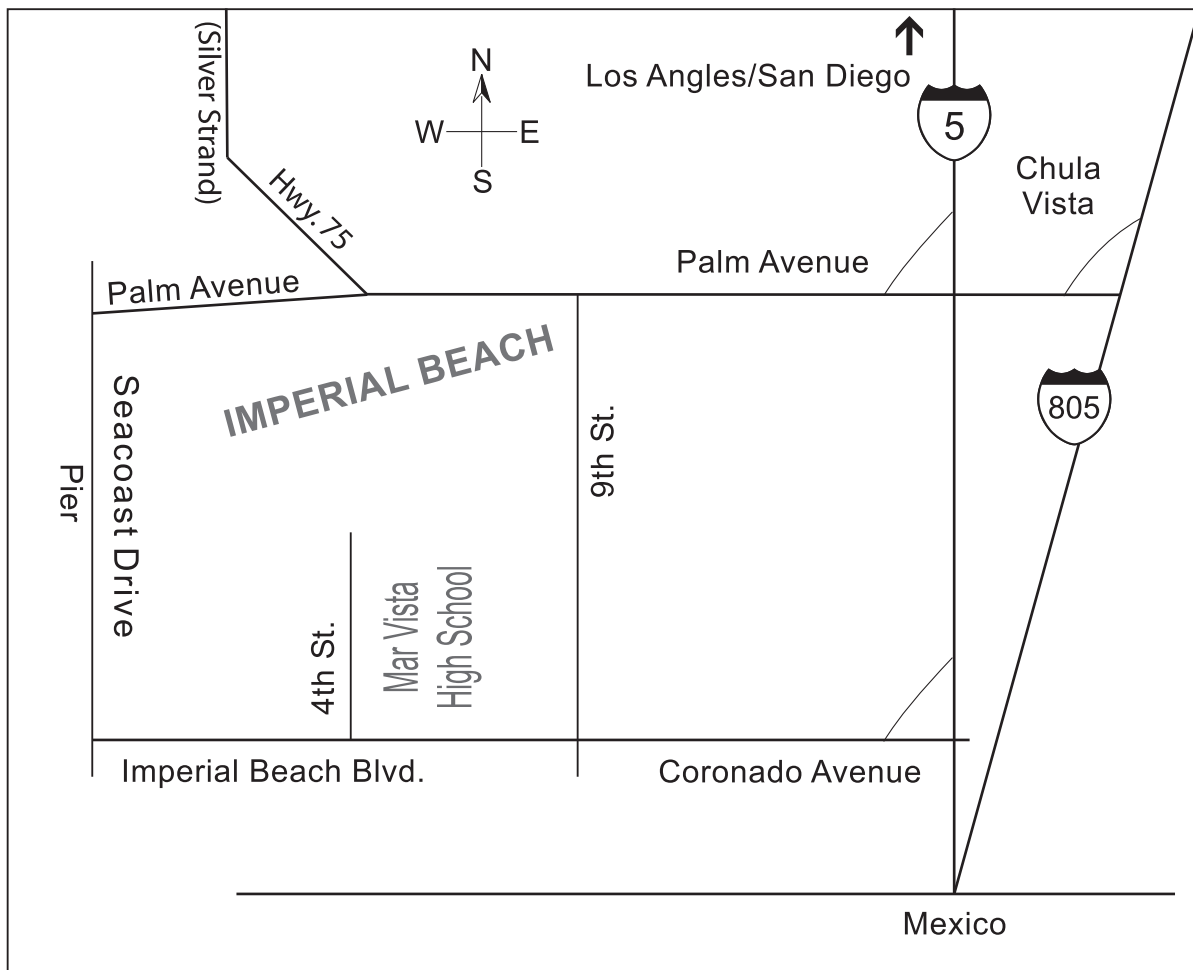 (Silver Strand)
N
W E
S
Los Angles/San Diego
5
Chula
Vista
Hwy. 75
Palm Avenue
Palm Avenue
IMPERIAL BEACH
805
Seacoast Drive
Pier
9th St.
4th St.
Mar Vista
High School
Imperial Beach Blvd.
Coronado Avenue
Mexico